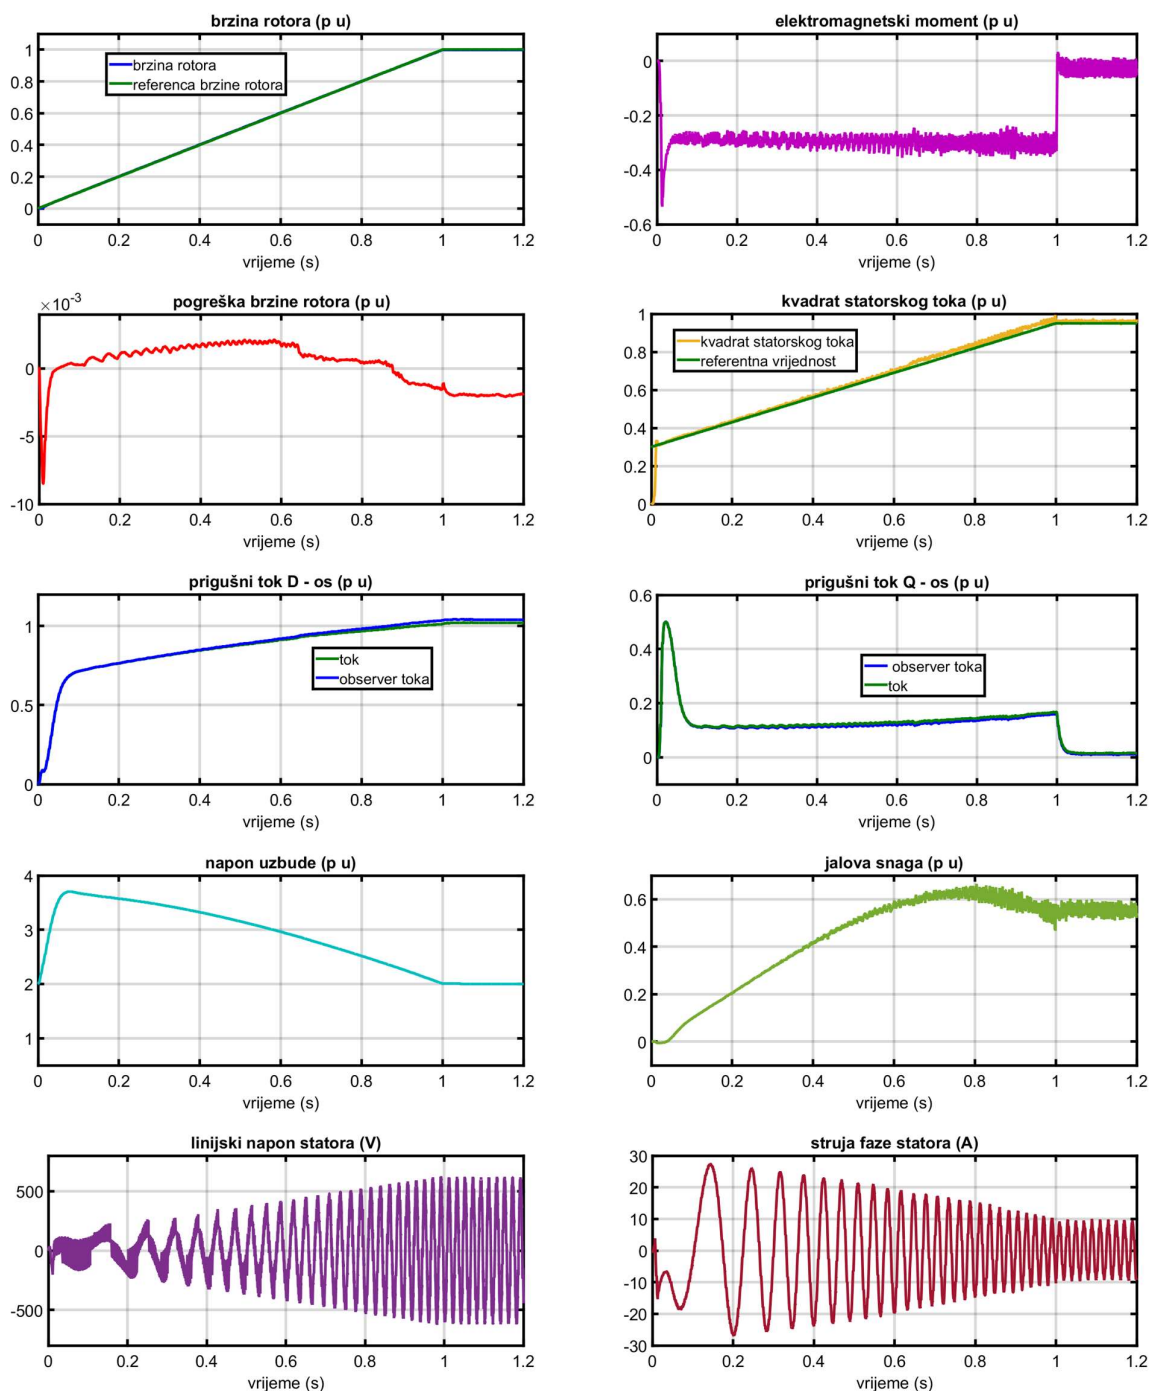 brzina rotora (p u)
1
0.8
0.6
0.4
0.2
0
brzina rotora
referenca brzine rotora
0 0.2 0.4 0.6 0.8 1 1.2
vrijeme (s)
elektromagnetski moment (p u)
0
-0.2
-0.4
-0.6
0 0.2 0.4 0.6 0.8 1 1.2
vrijeme (s)
pogreška brzine rotora (p u)
×10⁻³
0
-5
-10
0 0.2 0.4 0.6 0.8 1 1.2
vrijeme (s)
kvadrat statorskog toka (p u)
1
0.8
0.6
0.4
0.2
0
kvadrat statorskog toka
referentna vrijednost
0 0.2 0.4 0.6 0.8 1 1.2
vrijeme (s)
prigušni tok D - os (p u)
1
0.5
0
tok
observer toka
0 0.2 0.4 0.6 0.8 1 1.2
vrijeme (s)
prigušni tok Q - os (p u)
0.6
0.4
0.2
0
observer toka
tok
0 0.2 0.4 0.6 0.8 1 1.2
vrijeme (s)
napon uzbude (p u)
4
3
2
1
0 0.2 0.4 0.6 0.8 1 1.2
vrijeme (s)
jalova snaga (p u)
0.6
0.4
0.2
0
0 0.2 0.4 0.6 0.8 1 1.2
vrijeme (s)
linijski napon statora (V)
500
0
-500
0 0.2 0.4 0.6 0.8 1 1.2
vrijeme (s)
struja faze statora (A)
30
20
10
0
-10
-20
-30
0 0.2 0.4 0.6 0.8 1 1.2
vrijeme (s)